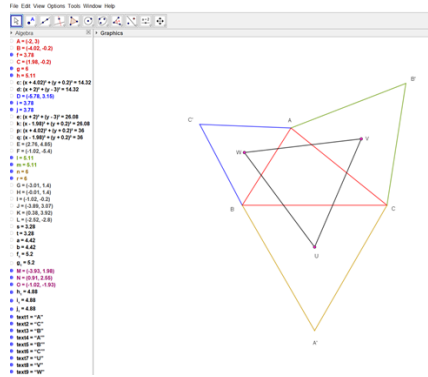 File Edit View Options Tools Window Help
Algebra
Graphics
A = (-2, 3)
B = (-4.02, -0.2)
f = 3.78
C = (1.98, -0.2)
g = 6
h = 5.11
c: (x + 4.02)² + (y + 0.2)² = 14.32
d: (x + 2)² + (y - 3)² = 14.32
D = (-5.78, 3.15)
i = 3.78
j = 3.78
e: (x + 2)² + (y - 3)² = 26.08
k: (x - 1.98)² + (y + 0.2)² = 26.08
p: (x + 4.02)² + (y + 0.2)² = 36
q: (x - 1.98)² + (y + 0.2)² = 36
E = (2.76, 4.85)
F = (-1.02, -5.4)
l = 5.11
m = 5.11
n = 6
r = 6
G = (-3.01, 1.4)
H = (-0.01, 1.4)
I = (-1.02, -0.2)
J = (-3.89, 3.07)
K = (0.38, 3.92)
L = (-2.52, -2.8)
s = 3.28
t = 3.28
a = 4.42
b = 4.42
f₁ = 5.2
g₁ = 5.2
M = (-3.93, 1.98)
N = (0.91, 2.55)
O = (-1.02, -1.93)
h₁ = 4.88
i₁ = 4.88
j₁ = 4.88
text1 = "A"
text2 = "C"
text3 = "B"
text4 = "A'"
text5 = "B'"
text6 = "C'"
text7 = "U"
text8 = "V"
text9 = "W"
B'
C'
A
V
W
B
C
U
A'